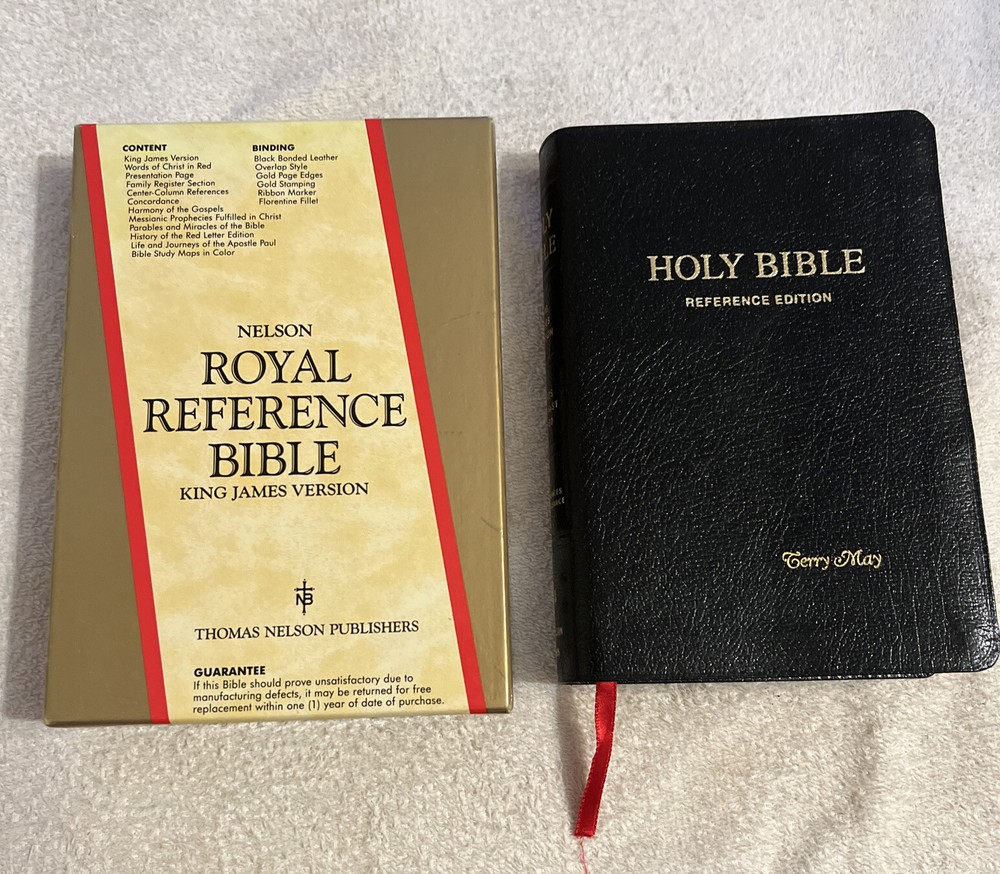 CONTENT
King James Version
Words of Christ in Red
Presentation Page
Family Register Section
Center-Column References
Concordance
Harmony of the Gospels
Messianic Prophecies Fulfilled in Christ
Parables and Miracles of the Bible
History of the Red Letter Edition
Life and Journeys of the Apostle Paul
Bible Study Maps in Color
BINDING
Black Bonded Leather
Overlap Style
Gold Page Edges
Gold Stamping
Ribbon Marker
Florentine Fillet
NELSON
ROYAL
REFERENCE
BIBLE
KING JAMES VERSION
NB
THOMAS NELSON PUBLISHERS
GUARANTEE
If this Bible should prove unsatisfactory due to
manufacturing defects, it may be returned for free
replacement within one (1) year of date of purchase.
HOLY BIBLE
REFERENCE EDITION
Terry May